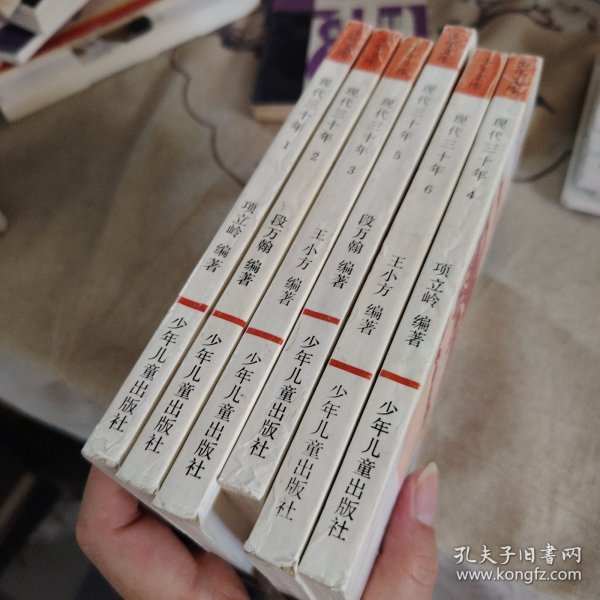 现代三十年 1
项立岭 编著
少年儿童出版社
现代三十年 2
段万翰 编著
少年儿童出版社
现代三十年 3
王小方 编著
少年儿童出版社
现代三十年 5
段万翰 编著
少年儿童出版社
现代三十年 6
王小方 编著
少年儿童出版社
现代三十年 4
项立岭 编著
少年儿童出版社
孔夫子旧书网
www.kongfz.com